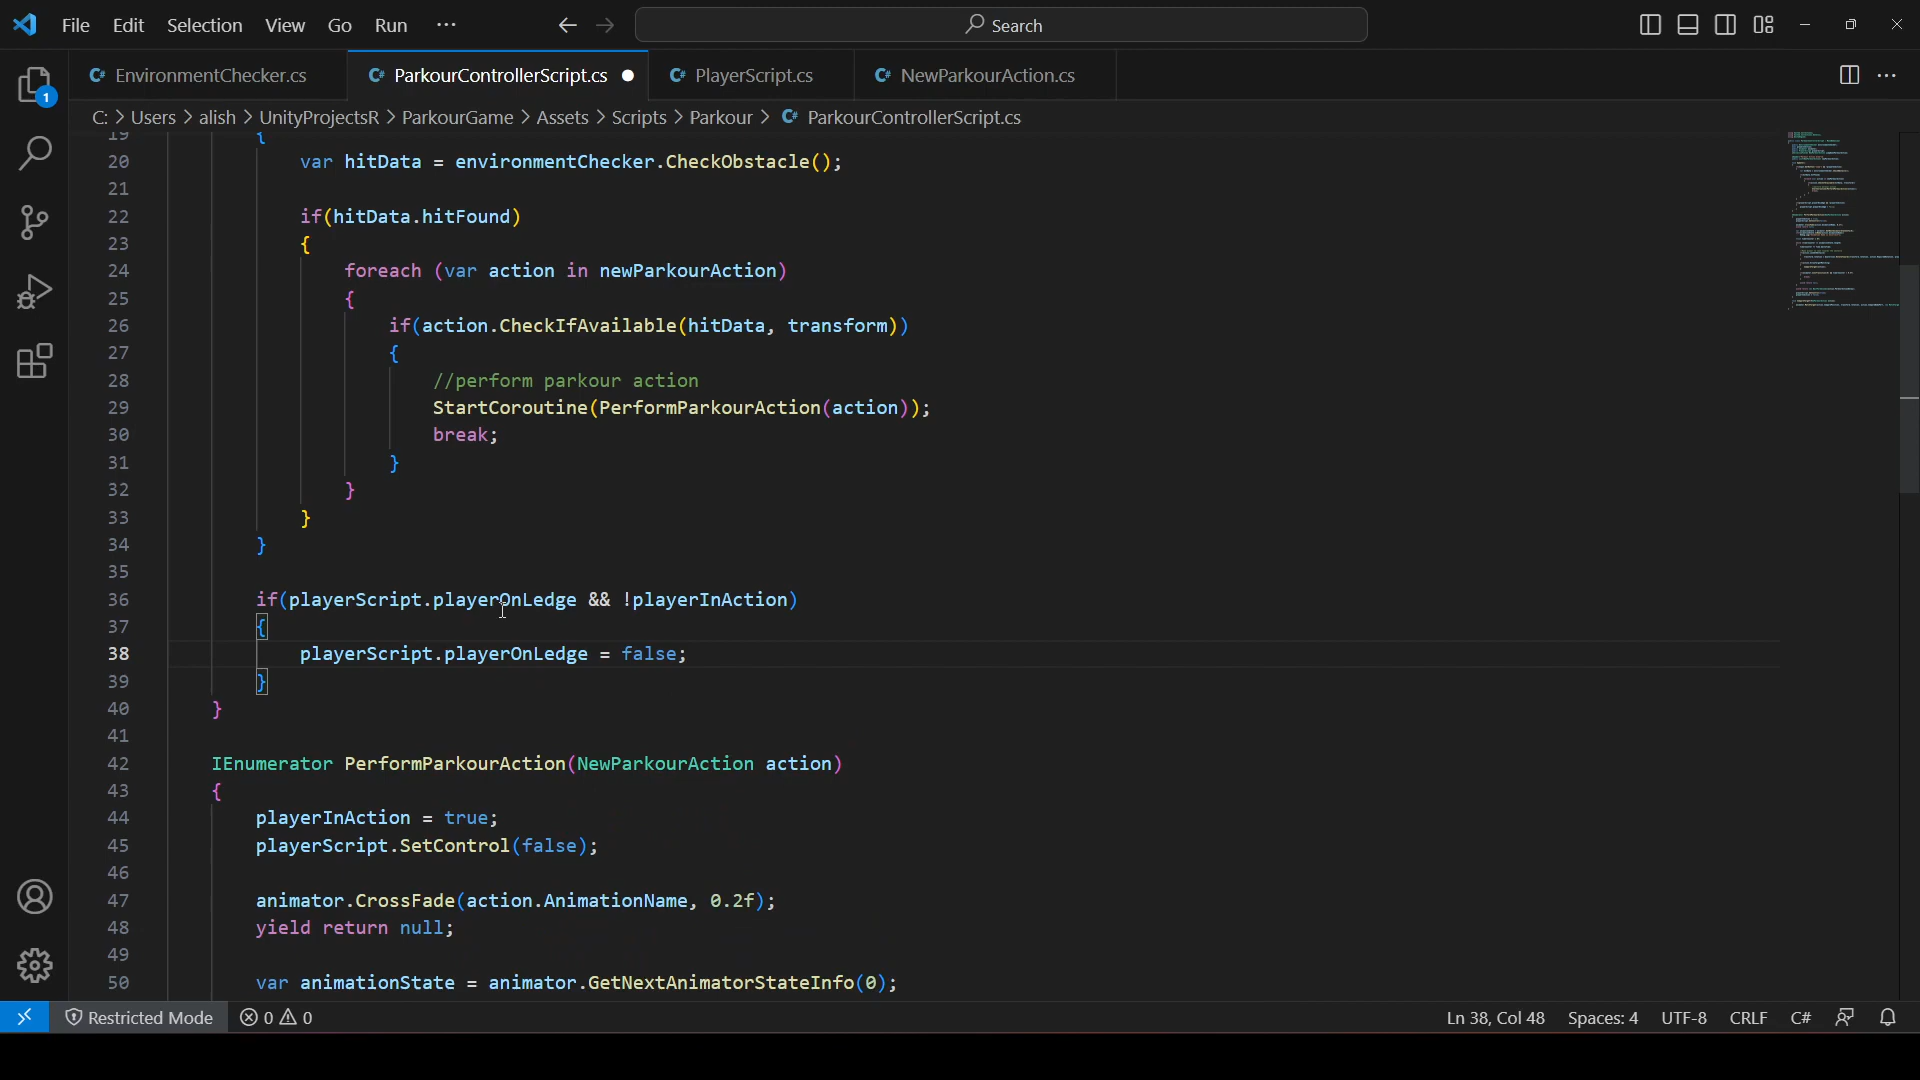 File Edit Selection View Go Run ··· Search
EnvironmentChecker.cs ParkourControllerScript.cs PlayerScript.cs NewParkourAction.cs
1
C: > Users > alish > UnityProjectsR > ParkourGame > Assets > Scripts > Parkour > ParkourControllerScript.cs
19 {
20 var hitData = environmentChecker.CheckObstacle();
21
22 if(hitData.hitFound)
23 {
24 foreach (var action in newParkourAction)
25 {
26 if(action.CheckIfAvailable(hitData, transform))
27 {
28 //perform parkour action
29 StartCoroutine(PerformParkourAction(action));
30 break;
31 }
32 }
33 }
34 }
35
36 if(playerScript.playerOnLedge && !playerInAction)
37 {
38 playerScript.playerOnLedge = false;
39 }
40 }
41
42 IEnumerator PerformParkourAction(NewParkourAction action)
43 {
44 playerInAction = true;
45 playerScript.SetControl(false);
46
47 animator.CrossFade(action.AnimationName, 0.2f);
48 yield return null;
49
50 var animationState = animator.GetNextAnimatorStateInfo(0);
Restricted Mode 0 0 Ln 38, Col 48 Spaces: 4 UTF-8 CRLF C#